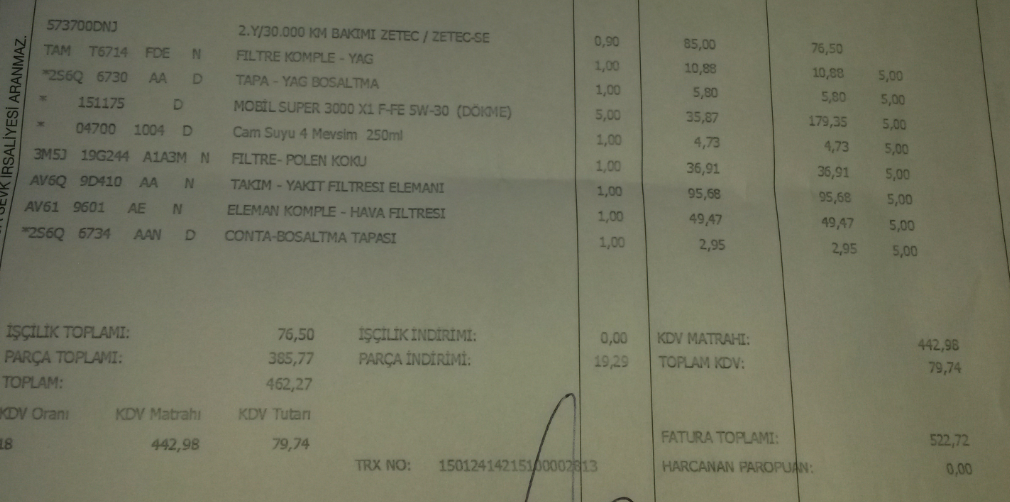 573700DNJ 2.Y/30.000 KM BAKIMI ZETEC / ZETEC-SE 0,90 85,00 76,50
TAM T6714 FDE N FILTRE KOMPLE - YAG 1,00 10,88 10,88 5,00
*2S6Q 6730 AA D TAPA - YAG BOSALTMA 1,00 5,80 5,80 5,00
* 151175 D MOBIL SUPER 3000 X1 F-FE 5W-30 (DÖKME) 5,00 35,87 179,35 5,00
* 04700 1004 D Cam Suyu 4 Mevsim 250ml 1,00 4,73 4,73 5,00
3M5J 19G244 A1A3M N FILTRE- POLEN KOKU 1,00 36,91 36,91 5,00
AV6Q 9D410 AA N TAKIM - YAKIT FILTRESI ELEMANI 1,00 95,68 95,68 5,00
AV61 9601 AE N ELEMAN KOMPLE - HAVA FILTRESI 1,00 49,47 49,47 5,00
*2S6Q 6734 AAN D CONTA-BOSALTMA TAPASI 1,00 2,95 2,95 5,00
SEVK İRSALİYESİ ARANMAZ.
İŞÇİLİK TOPLAMI: 76,50 İŞÇİLİK İNDİRİMİ: 0,00 KDV MATRAHI: 442,98
PARÇA TOPLAMI: 385,77 PARÇA İNDİRİMİ: 19,29 TOPLAM KDV: 79,74
TOPLAM: 462,27
KDV Oranı KDV Matrahı KDV Tutarı
18 442,98 79,74
FATURA TOPLAMI: 522,72
TRX NO: 15012414215100002813 HARCANAN PAROPUAN: 0,00